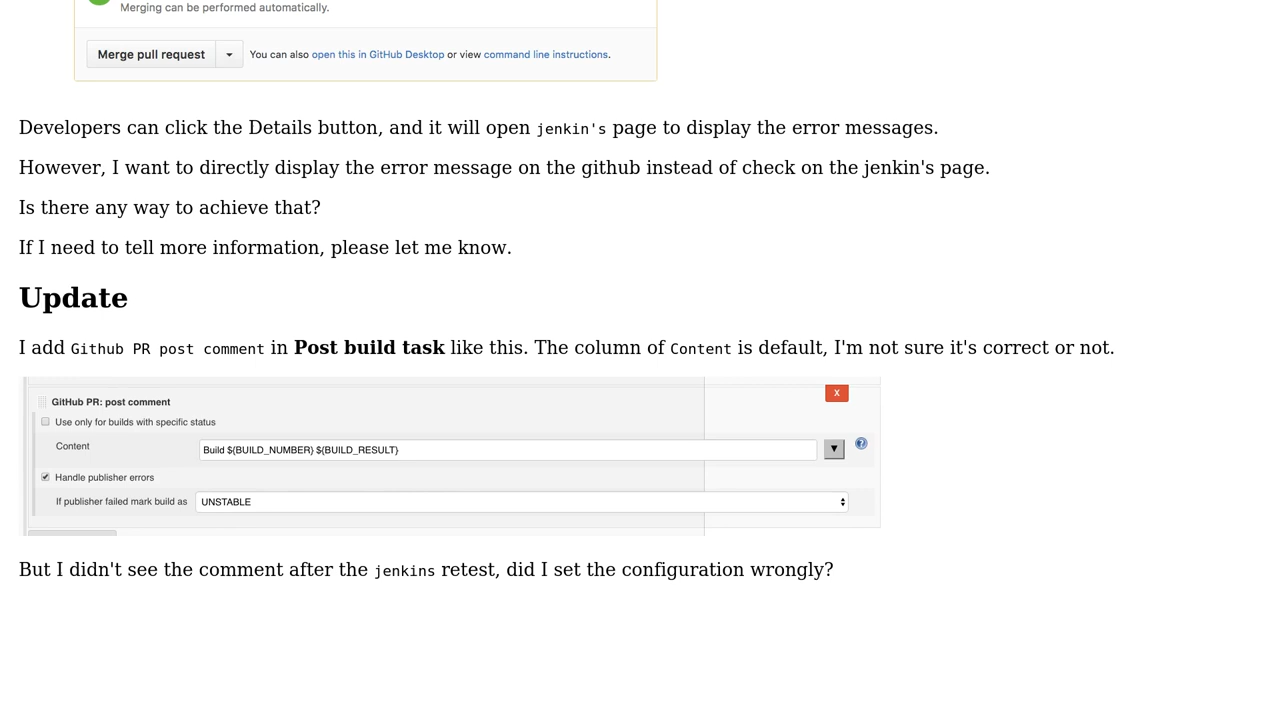 Merging can be performed automatically.
Merge pull request You can also open this in GitHub Desktop or view command line instructions.
Developers can click the Details button, and it will open jenkin's page to display the error messages.
However, I want to directly display the error message on the github instead of check on the jenkin's page.
Is there any way to achieve that?
If I need to tell more information, please let me know.
Update
I add Github PR post comment in Post build task like this. The column of Content is default, I'm not sure it's correct or not.
GitHub PR: post comment X
Use only for builds with specific status
Content Build ${BUILD_NUMBER} ${BUILD_RESULT}
Handle publisher errors
If publisher failed mark build as UNSTABLE
But I didn't see the comment after the jenkins retest, did I set the configuration wrongly?